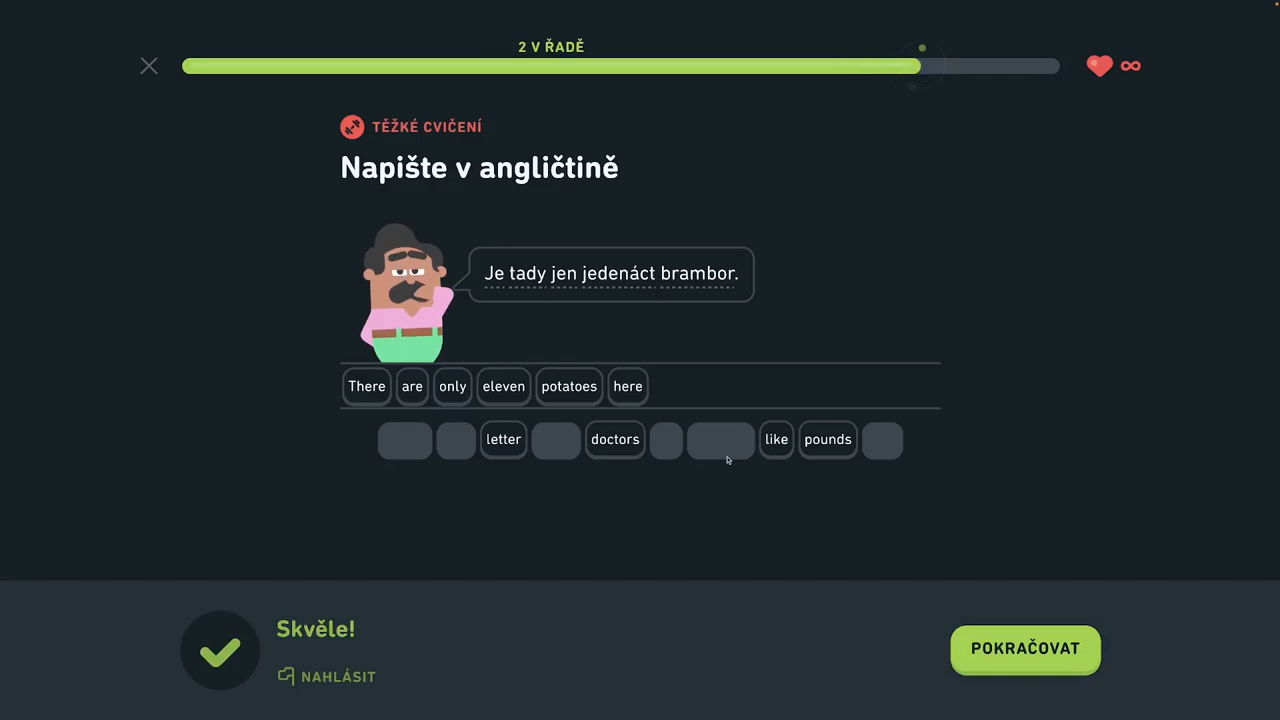 2 V ŘADĚ
∞
TĚŽKÉ CVIČENÍ
Napište v angličtině
Je tady jen jedenáct brambor.
There are only eleven potatoes here
letter doctors like pounds
Skvěle!
NAHLÁSIT
POKRAČOVAT